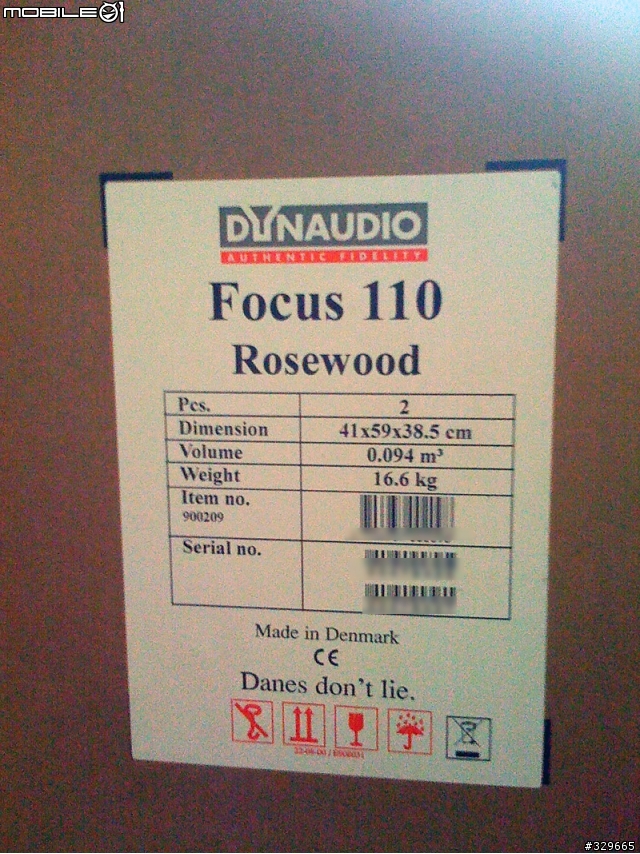 MOBILE01
DYNAUDIO
AUTHENTIC FIDELITY
Focus 110
Rosewood
Pcs. 2
Dimension 41x59x38.5 cm
Volume 0.094 m³
Weight 16.6 kg
Item no.
900209
Serial no.
Made in Denmark
CE
Danes don't lie.
#329665